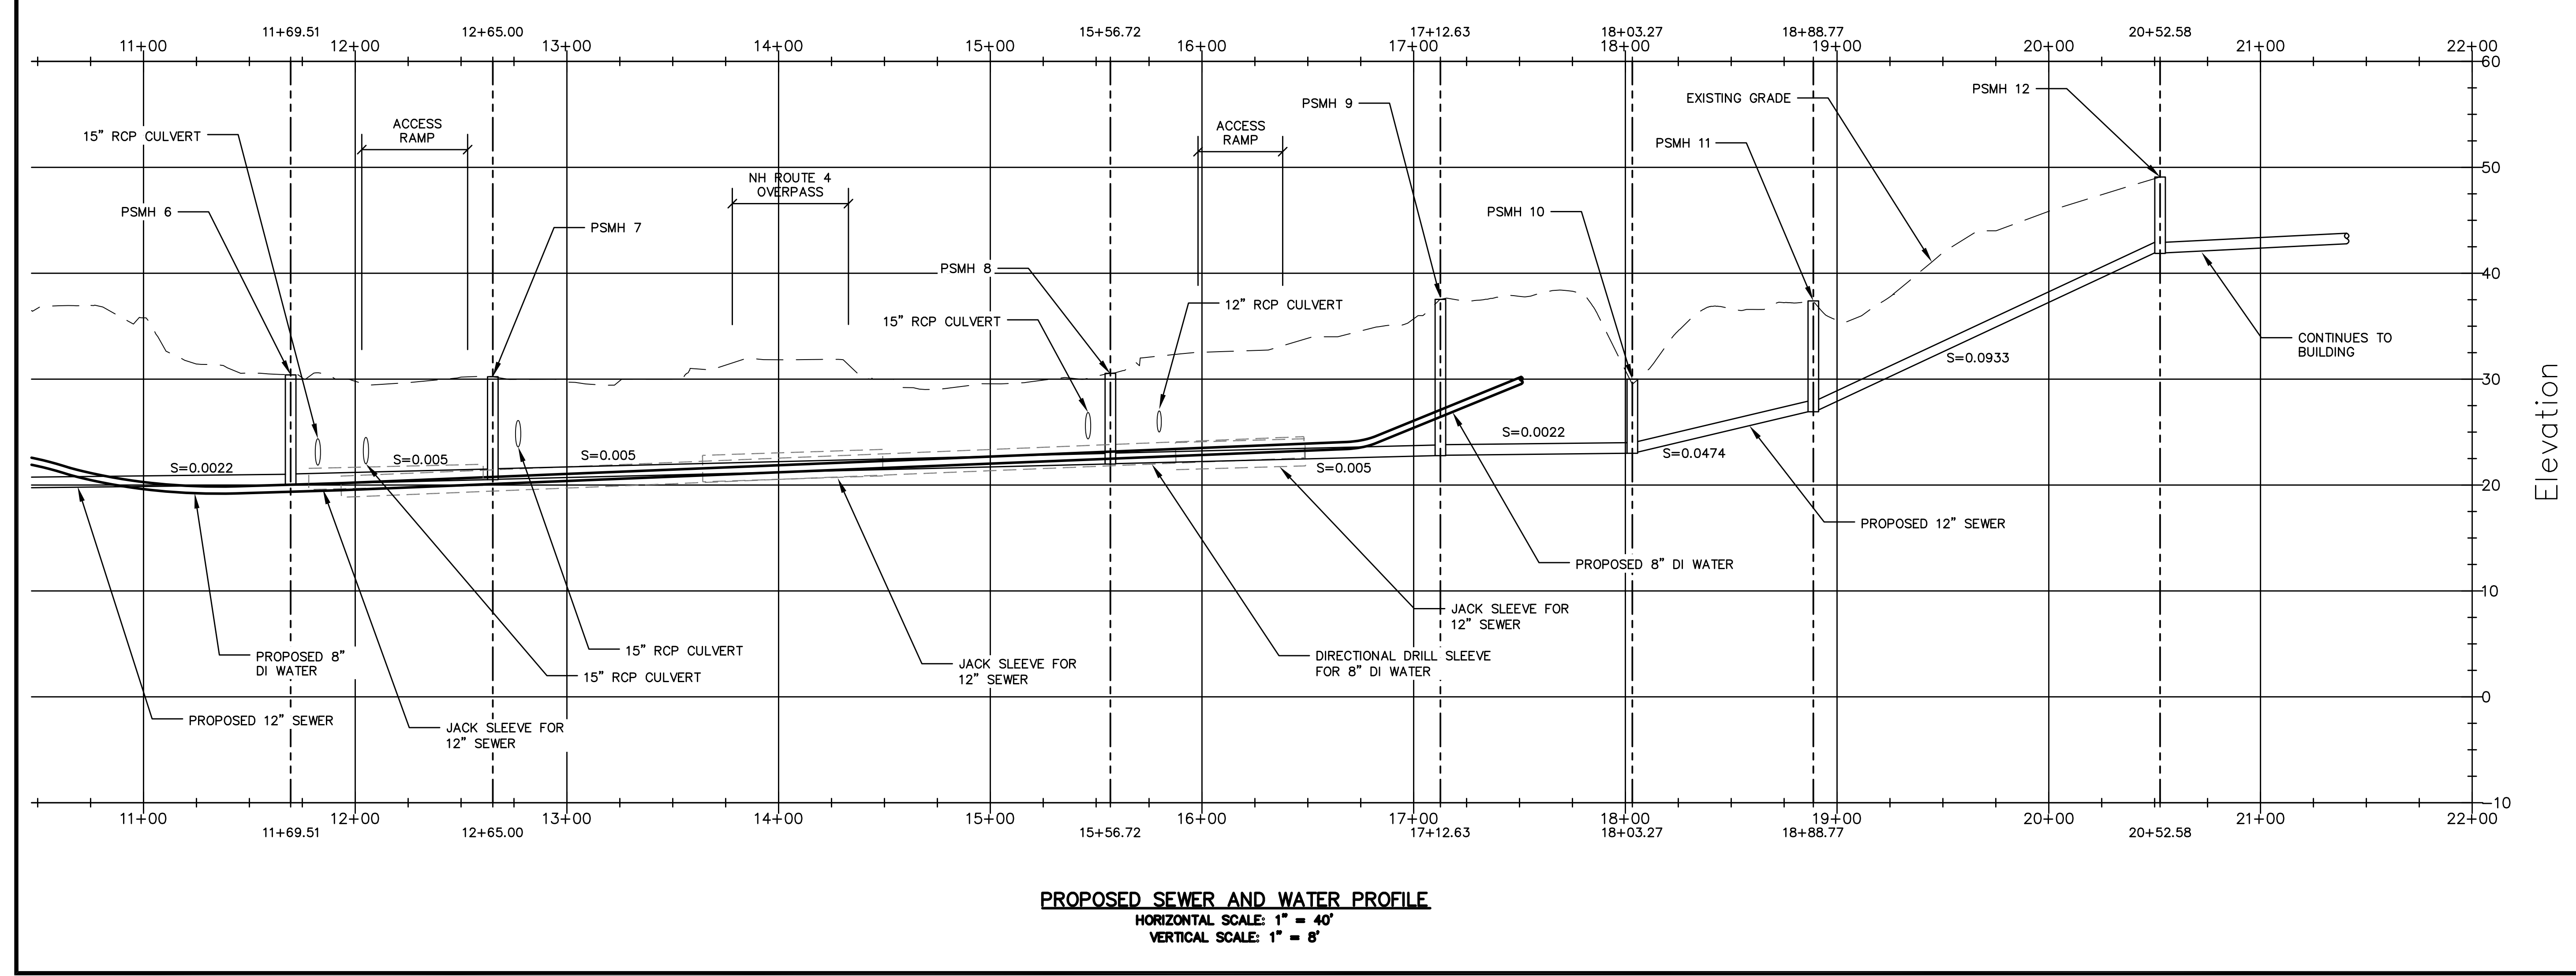 11+69.51
12+65.00
15+56.72
17+12.63
18+03.27
18+88.77
20+52.58
11+00
12+00
13+00
14+00
15+00
16+00
17+00
18+00
19+00
20+00
21+00
22+00
60
50
40
30
20
10
0
-10
Elevation
15" RCP CULVERT
ACCESS
RAMP
PSMH 6
PSMH 7
NH ROUTE 4
OVERPASS
PSMH 8
15" RCP CULVERT
ACCESS
RAMP
12" RCP CULVERT
PSMH 9
PSMH 10
EXISTING GRADE
PSMH 11
PSMH 12
S=0.0022
S=0.005
S=0.005
S=0.005
S=0.0022
S=0.0474
S=0.0933
CONTINUES TO
BUILDING
PROPOSED 12" SEWER
PROPOSED 8" DI WATER
JACK SLEEVE FOR
12" SEWER
DIRECTIONAL DRILL SLEEVE
FOR 8" DI WATER
JACK SLEEVE FOR
12" SEWER
15" RCP CULVERT
15" RCP CULVERT
PROPOSED 8"
DI WATER
PROPOSED 12" SEWER
JACK SLEEVE FOR
12" SEWER
11+00
12+00
13+00
14+00
15+00
16+00
17+00
18+00
19+00
20+00
21+00
22+00
11+69.51
12+65.00
15+56.72
17+12.63
18+03.27
18+88.77
20+52.58
PROPOSED SEWER AND WATER PROFILE
HORIZONTAL SCALE: 1" = 40'
VERTICAL SCALE: 1" = 8'